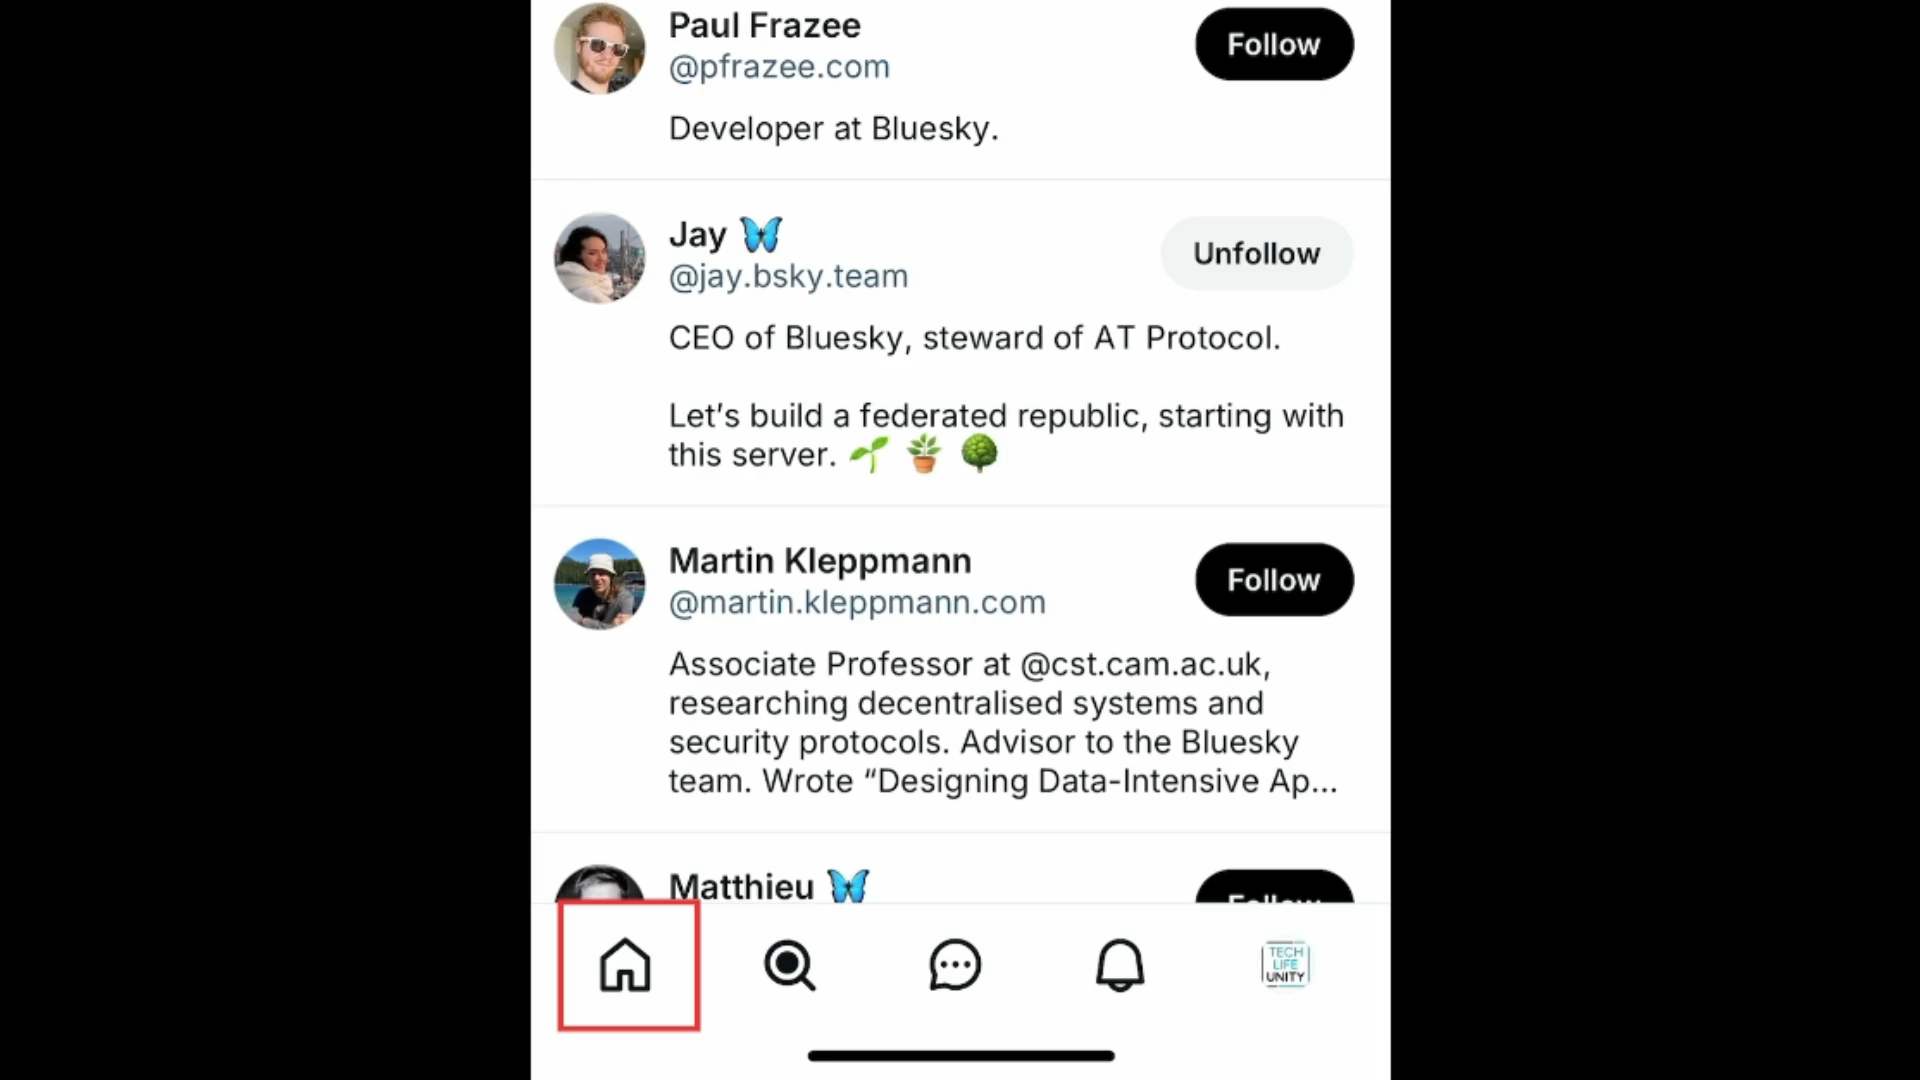 Paul Frazee
Follow
@pfrazee.com
Developer at Bluesky.
Jay 🦋
Unfollow
@jay.bsky.team
CEO of Bluesky, steward of AT Protocol.
Let’s build a federated republic, starting with
this server. 🌱 🪴 🌳
Martin Kleppmann
Follow
@martin.kleppmann.com
Associate Professor at @cst.cam.ac.uk,
researching decentralised systems and
security protocols. Advisor to the Bluesky
team. Wrote “Designing Data-Intensive Ap...
Matthieu 🦋
Follow
TECH
LIFE
UNITY